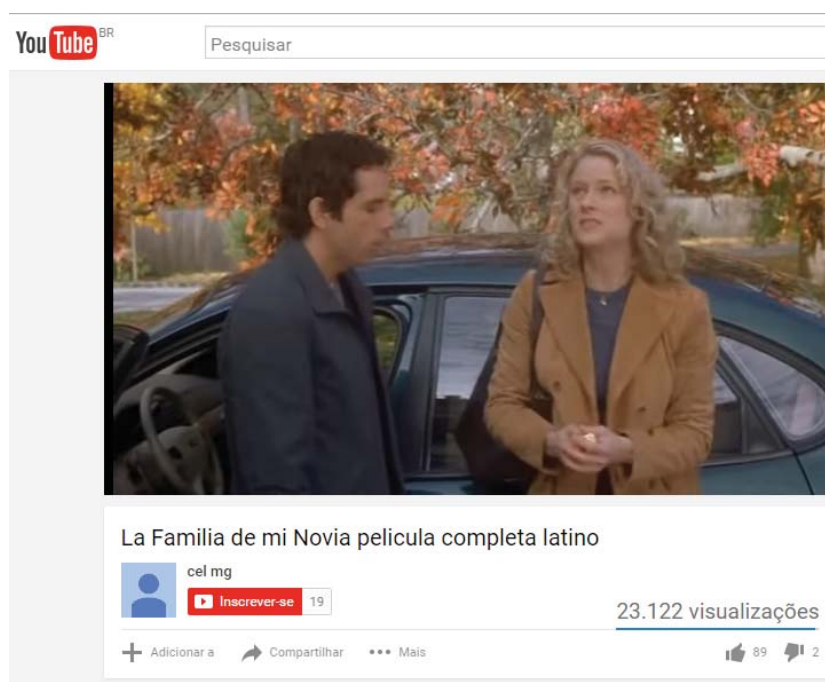 YouTube BR
Pesquisar
La Familia de mi Novia pelicula completa latino
cel mg
Inscrever-se 19
23.122 visualizações
Adicionar a Compartilhar Mais 89 2